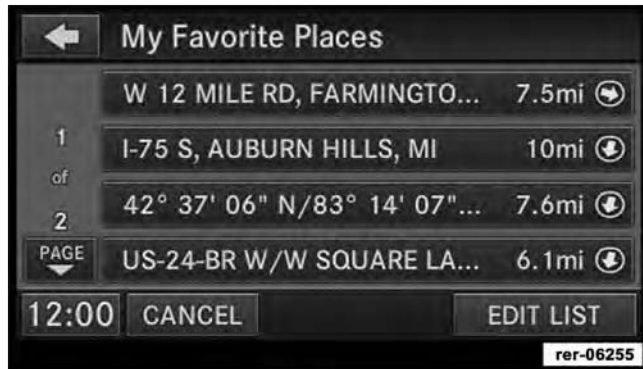 My Favorite Places
W 12 MILE RD, FARMINGTO... 7.5mi
I-75 S, AUBURN HILLS, MI 10mi
42° 37' 06" N/83° 14' 07"... 7.6mi
US-24-BR W/W SQUARE LA... 6.1mi
1
of
2
PAGE
12:00 CANCEL EDIT LIST
rer-06255